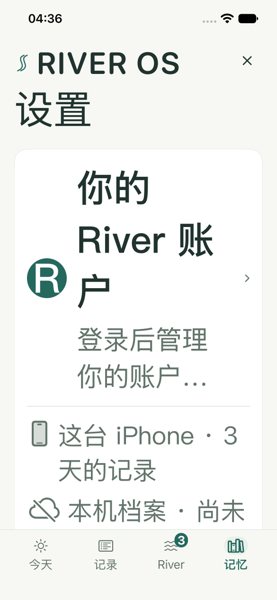 04:36
RIVER OS
设置
你的
River 账
户
R
登录后管理
你的账户...
这台 iPhone · 3
天的记录
本机档案 · 尚未
3
今天 记录 River 记忆